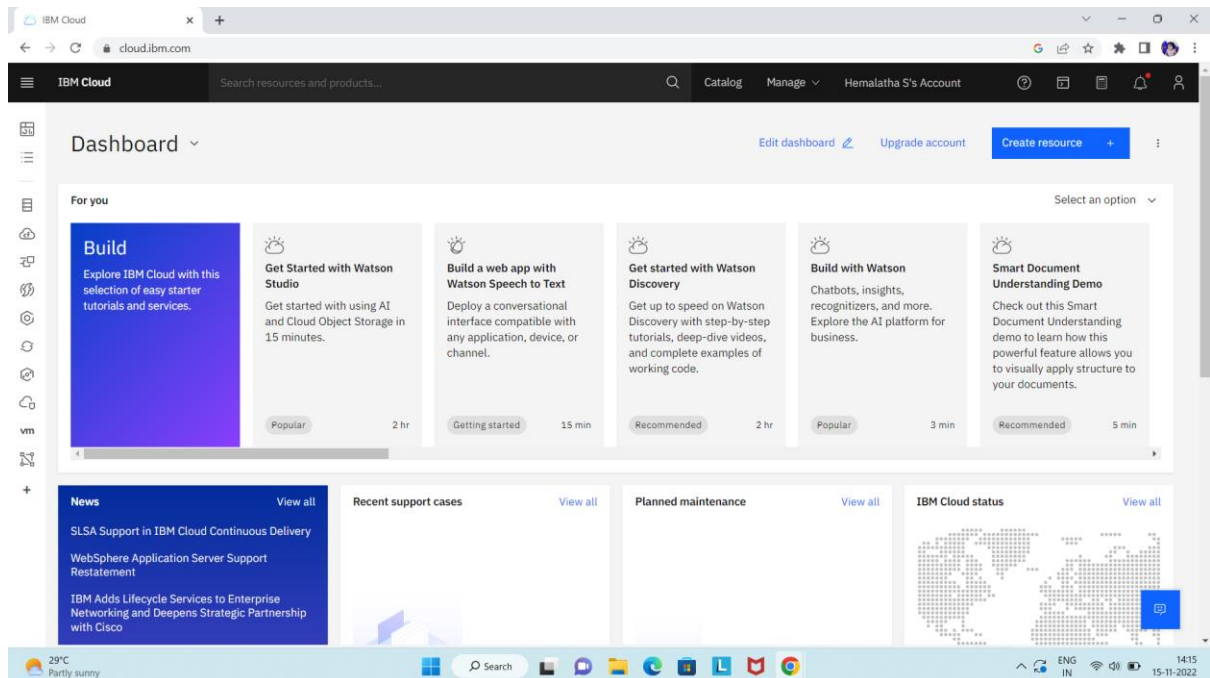 IBM Cloud
cloud.ibm.com
IBM Cloud
Search resources and products...
Catalog
Manage
Hemalatha S's Account
Dashboard
Edit dashboard
Upgrade account
Create resource +
For you
Select an option
Build
Explore IBM Cloud with this
selection of easy starter
tutorials and services.
Get Started with Watson
Studio
Get started with using AI
and Cloud Object Storage in
15 minutes.
Popular
2 hr
Build a web app with
Watson Speech to Text
Deploy a conversational
interface compatible with
any application, device, or
channel.
Getting started
15 min
Get started with Watson
Discovery
Get up to speed on Watson
Discovery with step-by-step
tutorials, deep-dive videos,
and complete examples of
working code.
Recommended
2 hr
Build with Watson
Chatbots, insights,
recognizers, and more.
Explore the AI platform for
business.
Popular
3 min
Smart Document
Understanding Demo
Check out this Smart
Document Understanding
demo to learn how this
powerful feature allows you
to visually apply structure to
your documents.
Recommended
5 min
vm
News
View all
SLSA Support in IBM Cloud Continuous Delivery
WebSphere Application Server Support
Restatement
IBM Adds Lifecycle Services to Enterprise
Networking and Deepens Strategic Partnership
with Cisco
Recent support cases
View all
Planned maintenance
View all
IBM Cloud status
View all
29°C
Partly sunny
Search
ENG
IN
14:15
15-11-2022